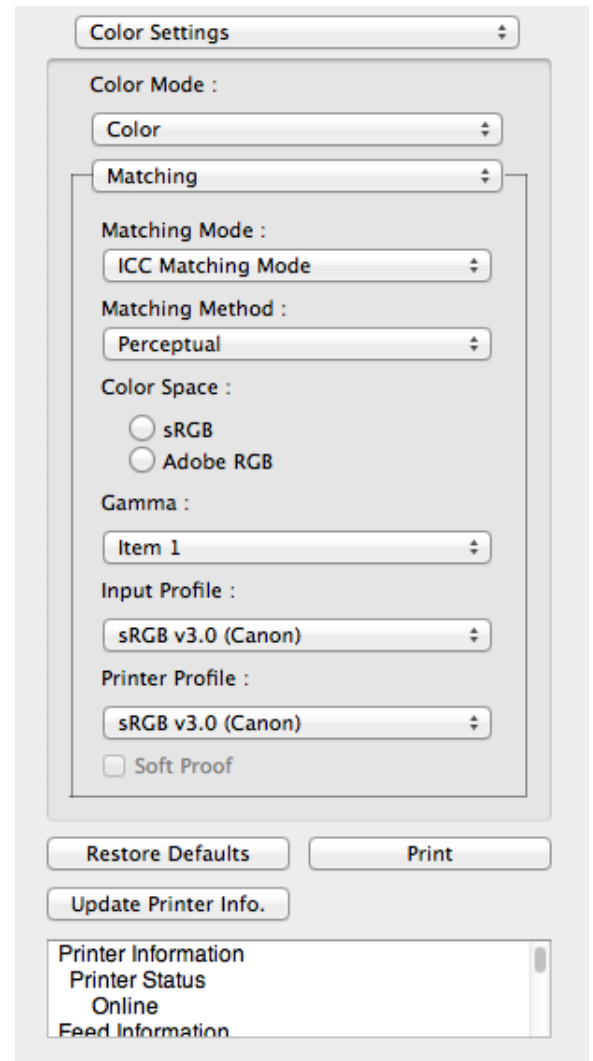 Color Settings
Color Mode :
Color
Matching
Matching Mode :
ICC Matching Mode
Matching Method :
Perceptual
Color Space :
sRGB
Adobe RGB
Gamma :
Item 1
Input Profile :
sRGB v3.0 (Canon)
Printer Profile :
sRGB v3.0 (Canon)
Soft Proof
Restore Defaults Print
Update Printer Info.
Printer Information
Printer Status
Online
Feed Information